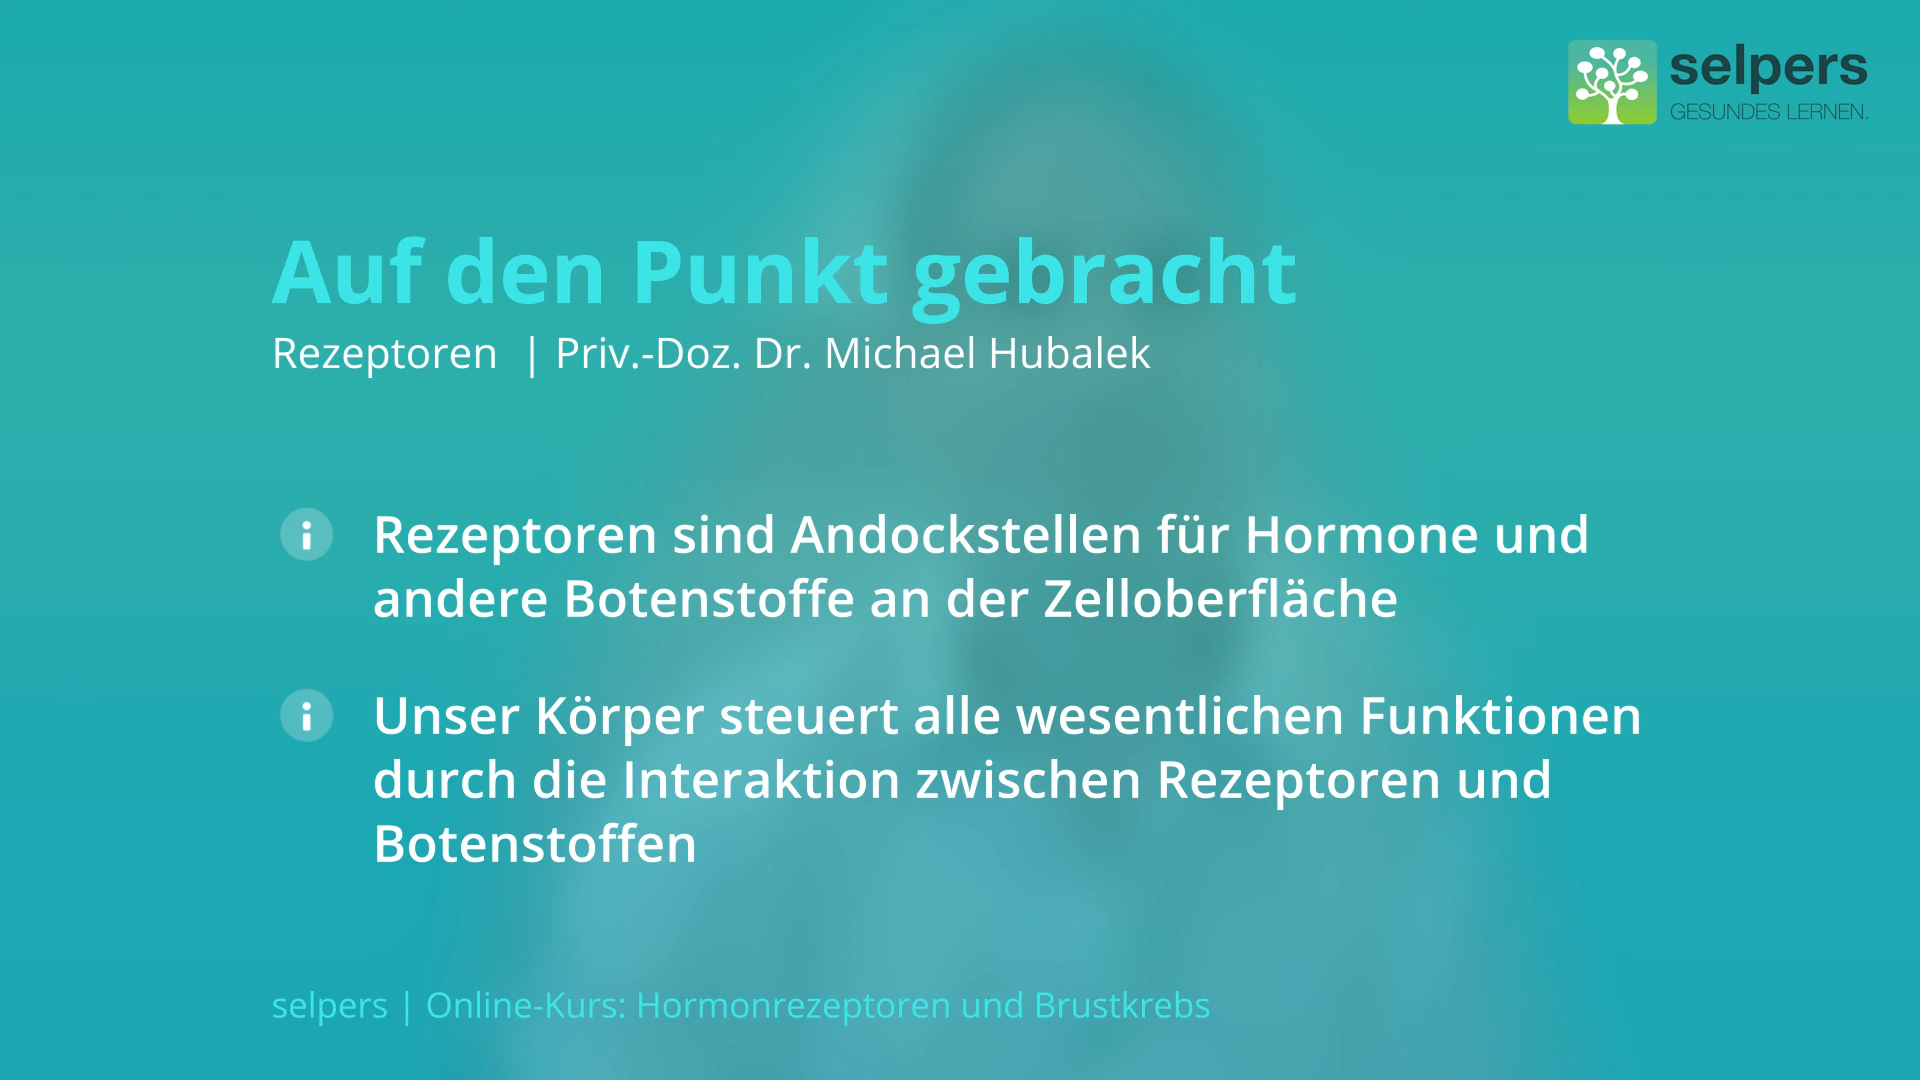 selpers
GESUNDES LERNEN.
Auf den Punkt gebracht
Rezeptoren | Priv.-Doz. Dr. Michael Hubalek
Rezeptoren sind Andockstellen für Hormone und
andere Botenstoffe an der Zelloberfläche
Unser Körper steuert alle wesentlichen Funktionen
durch die Interaktion zwischen Rezeptoren und
Botenstoffen
selpers | Online-Kurs: Hormonrezeptoren und Brustkrebs